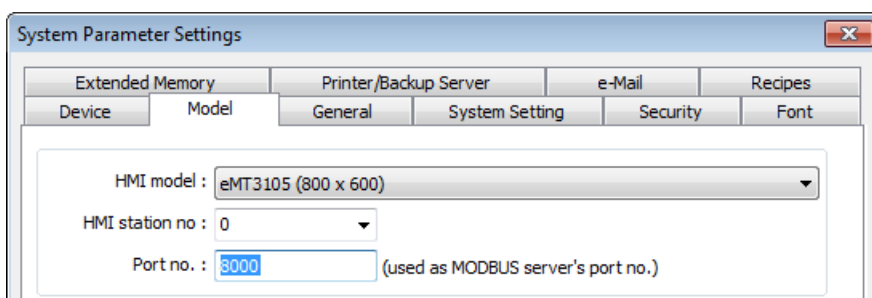 System Parameter Settings
Extended Memory Printer/Backup Server e-Mail Recipes
Device Model General System Setting Security Font
HMI model : eMT3105 (800 x 600)
HMI station no : 0
Port no. : 8000 (used as MODBUS server's port no.)